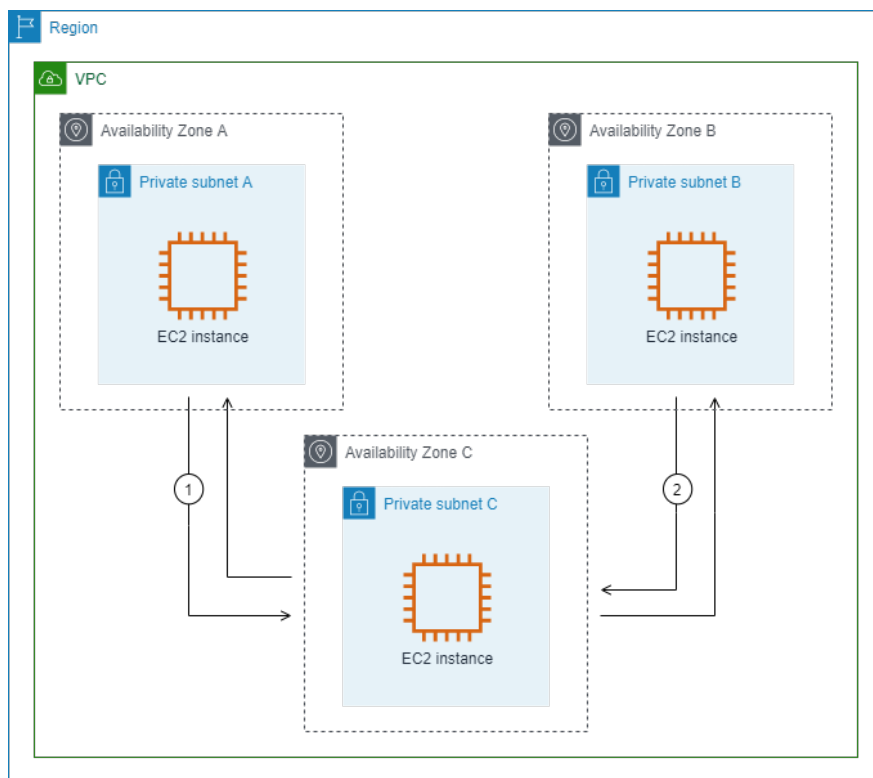 Region
VPC
Availability Zone A
Availability Zone B
Private subnet A
Private subnet B
EC2 instance
EC2 instance
Availability Zone C
1
2
Private subnet C
EC2 instance